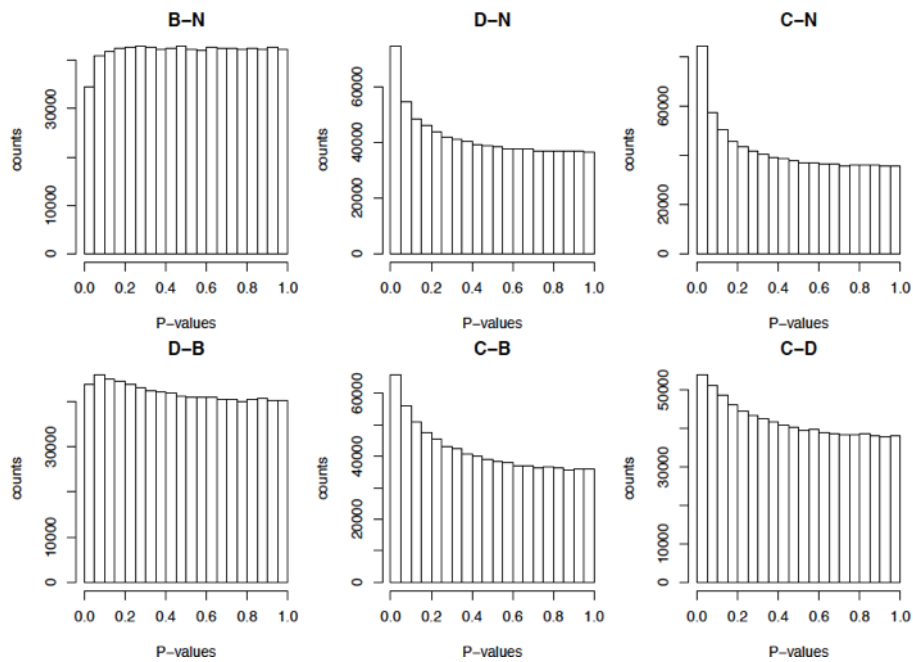 B-N
D-N
C-N
counts
0 10000 30000
0.0 0.2 0.4 0.6 0.8 1.0
P-values
counts
0 20000 40000 60000
0.0 0.2 0.4 0.6 0.8 1.0
P-values
counts
0 20000 60000
0.0 0.2 0.4 0.6 0.8 1.0
P-values
D-B
C-B
C-D
counts
0 10000 30000
0.0 0.2 0.4 0.6 0.8 1.0
P-values
counts
0 20000 40000 60000
0.0 0.2 0.4 0.6 0.8 1.0
P-values
counts
0 10000 30000 50000
0.0 0.2 0.4 0.6 0.8 1.0
P-values